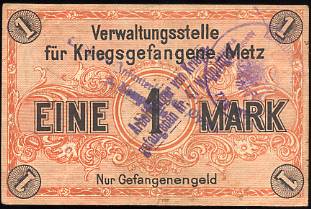 1 1
Verwaltungsstelle
für Kriegsgefangene Metz
EINE 1 MARK
Nur Gefangenengeld
1 1